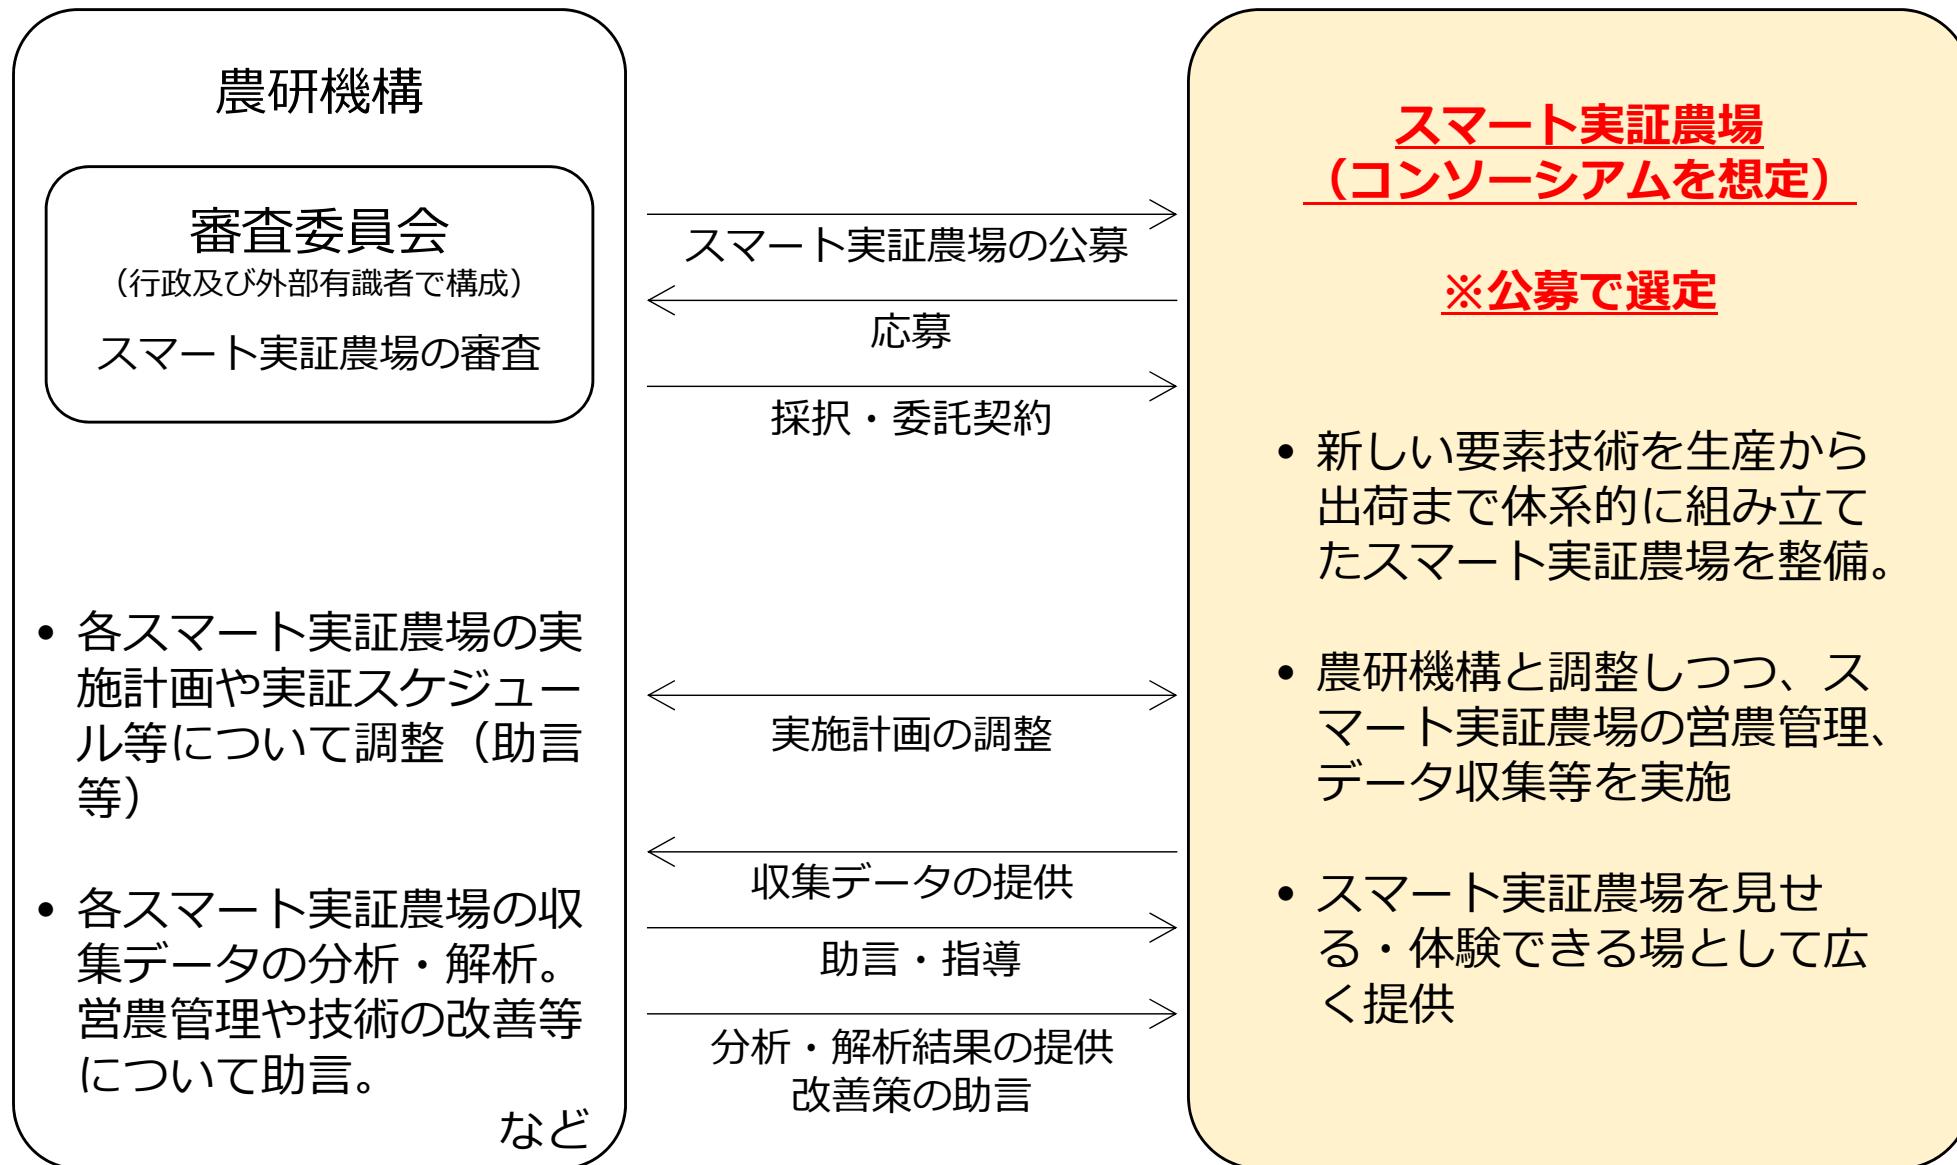 農研機構
審査委員会
（行政及び外部有識者で構成）
スマート実証農場の審査
• 各スマート実証農場の実
施計画や実証スケジュー
ル等について調整（助言
等）
• 各スマート実証農場の収
集データの分析・解析。
営農管理や技術の改善等
について助言。
など
スマート実証農場の公募
応募
採択・委託契約
実施計画の調整
収集データの提供
助言・指導
分析・解析結果の提供
改善策の助言
スマート実証農場
（コンソーシアムを想定）
※公募で選定
• 新しい要素技術を生産から
出荷まで体系的に組み立て
たスマート実証農場を整備。
• 農研機構と調整しつつ、ス
マート実証農場の営農管理、
データ収集等を実施
• スマート実証農場を見せ
る・体験できる場として広
く提供